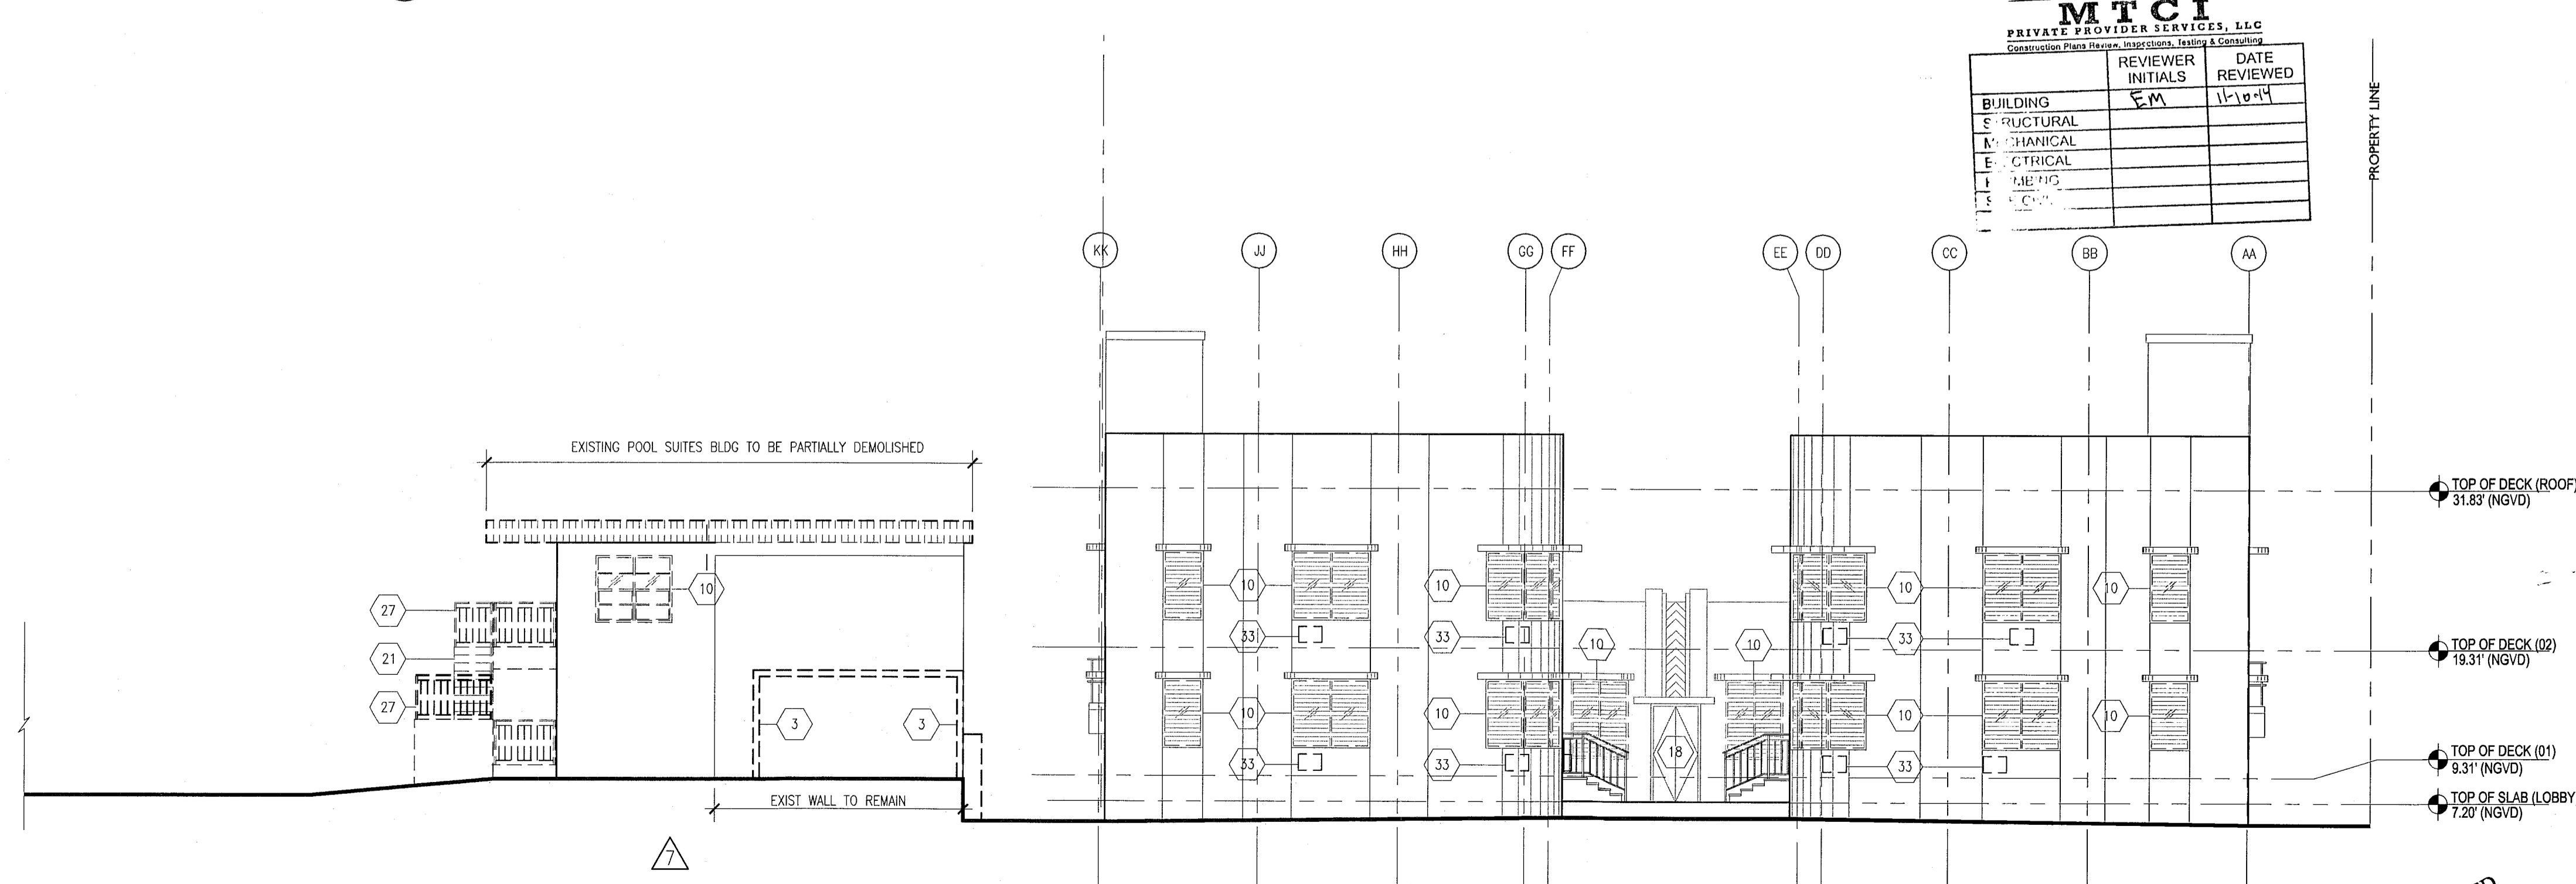 MTCI
PRIVATE PROVIDER SERVICES, LLC
Construction Plans Review, Inspections, Testing & Consulting
REVIEWER INITIALS
DATE REVIEWED
BUILDING
EM
11-10-14
STRUCTURAL
MECHANICAL
ELECTRICAL
PROPERTY LINE
KK
JJ
HH
GG
FF
EE
DD
CC
BB
AA
EXISTING POOL SUITES BLDG TO BE PARTIALLY DEMOLISHED
TOP OF DECK (ROOF)
31.83' (NGVD)
10
10
10
10
10
10
27
33
33
33
10
10
21
TOP OF DECK (02)
19.31' (NGVD)
27
3
3
10
10
10
10
18
33
33
33
TOP OF DECK (01)
9.31' (NGVD)
EXIST WALL TO REMAIN
TOP OF SLAB (LOBBY
7.20' (NGVD)
7